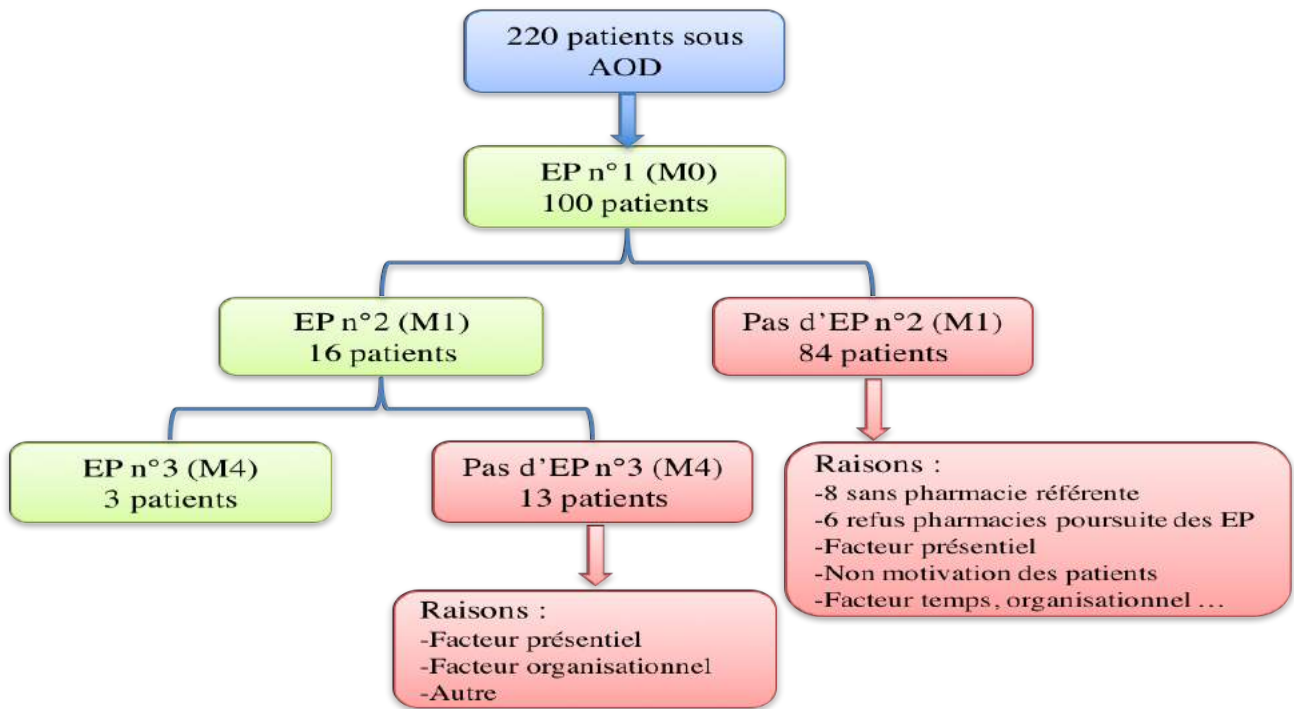 220 patients sous
AOD
EP n°1 (M0)
100 patients
EP n°2 (M1)
16 patients
Pas d’EP n°2 (M1)
84 patients
EP n°3 (M4)
3 patients
Pas d’EP n°3 (M4)
13 patients
Raisons :
-8 sans pharmacie référente
-6 refus pharmacies poursuite des EP
-Facteur présentiel
-Non motivation des patients
-Facteur temps, organisationnel ...
Raisons :
-Facteur présentiel
-Facteur organisationnel
-Autre